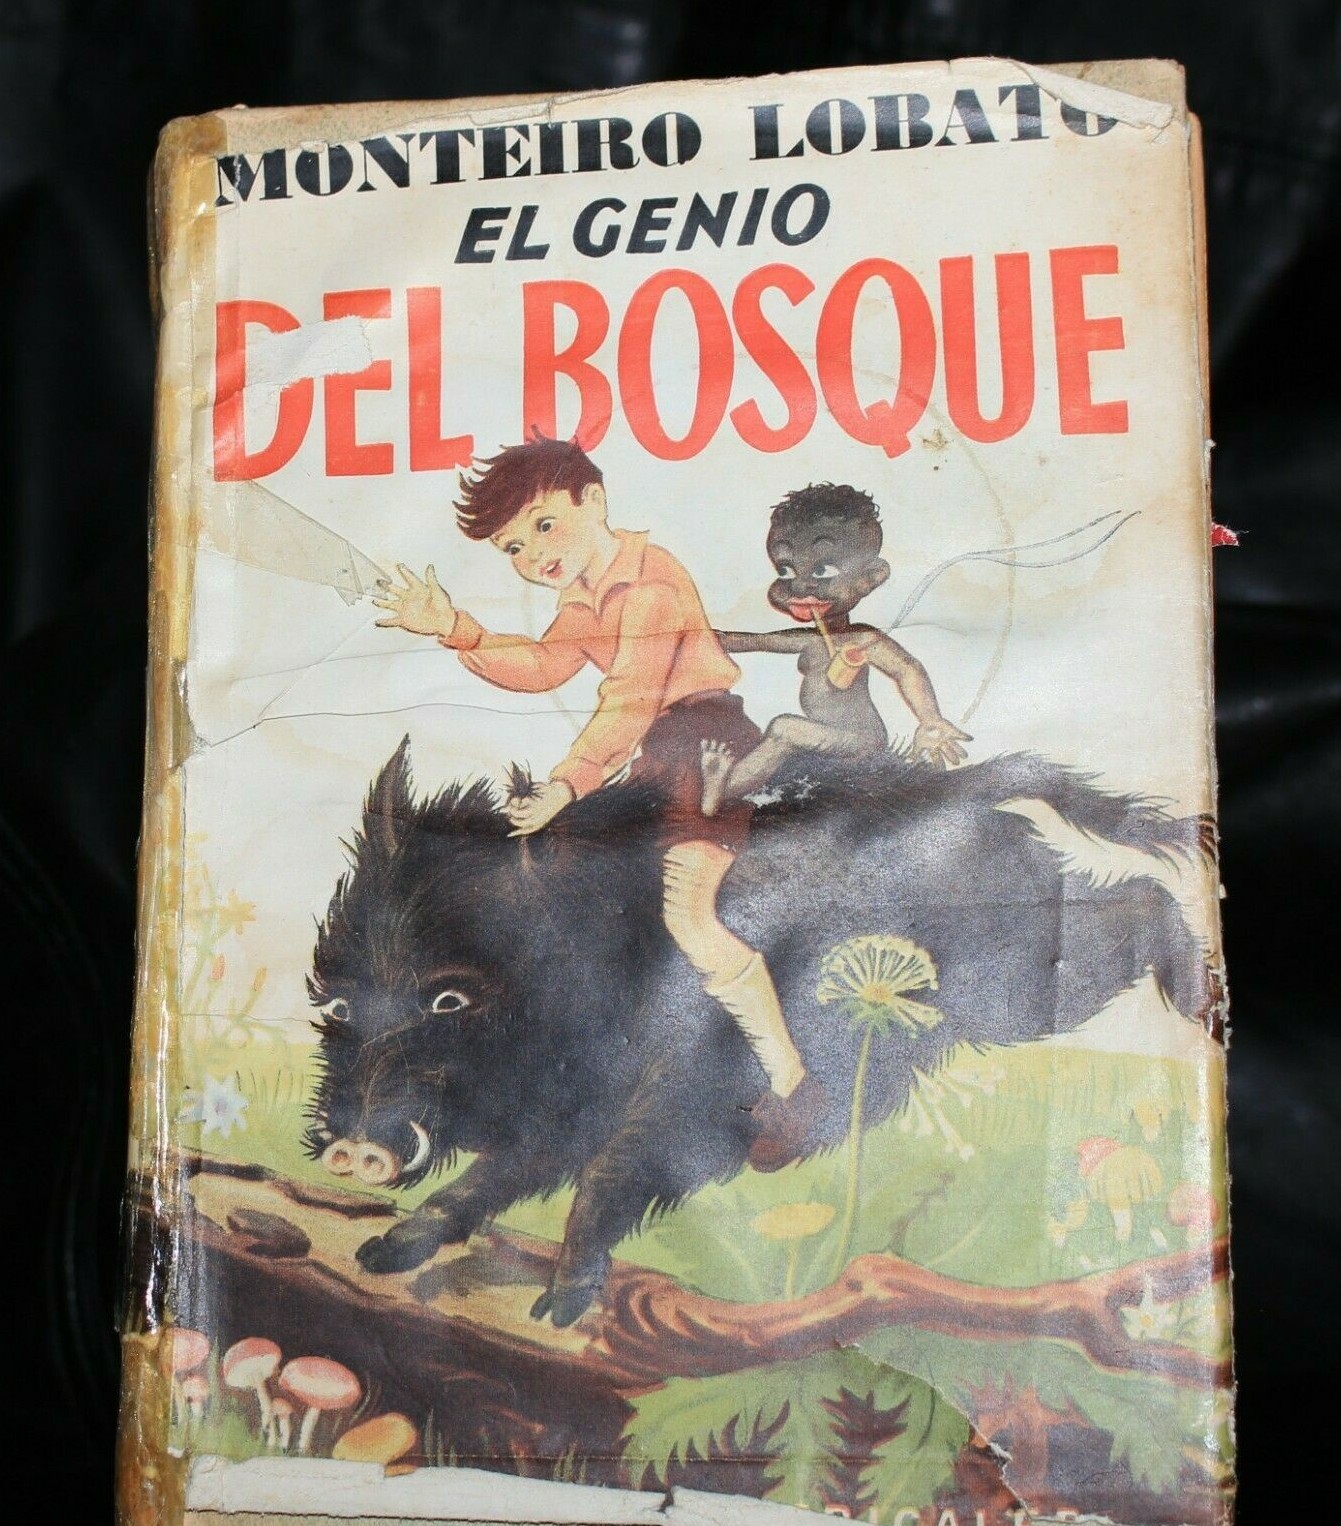 MONTEIRO LOBATO
EL GENIO
DEL BOSQUE